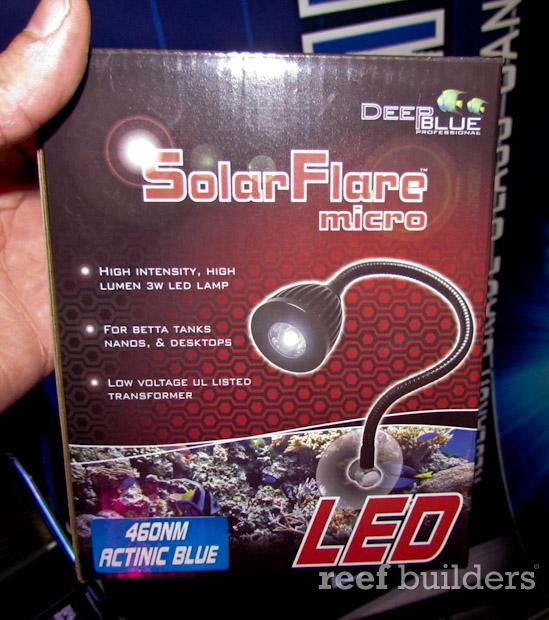 DEEP BLUE
PROFESSIONAL
SolarFlare™
micro
HIGH INTENSITY, HIGH
LUMEN 3W LED LAMP
FOR BETTA TANKS
NANOS, & DESKTOPS
LOW VOLTAGE UL LISTED
TRANSFORMER
460NM
ACTINIC BLUE
LED
reef builders®